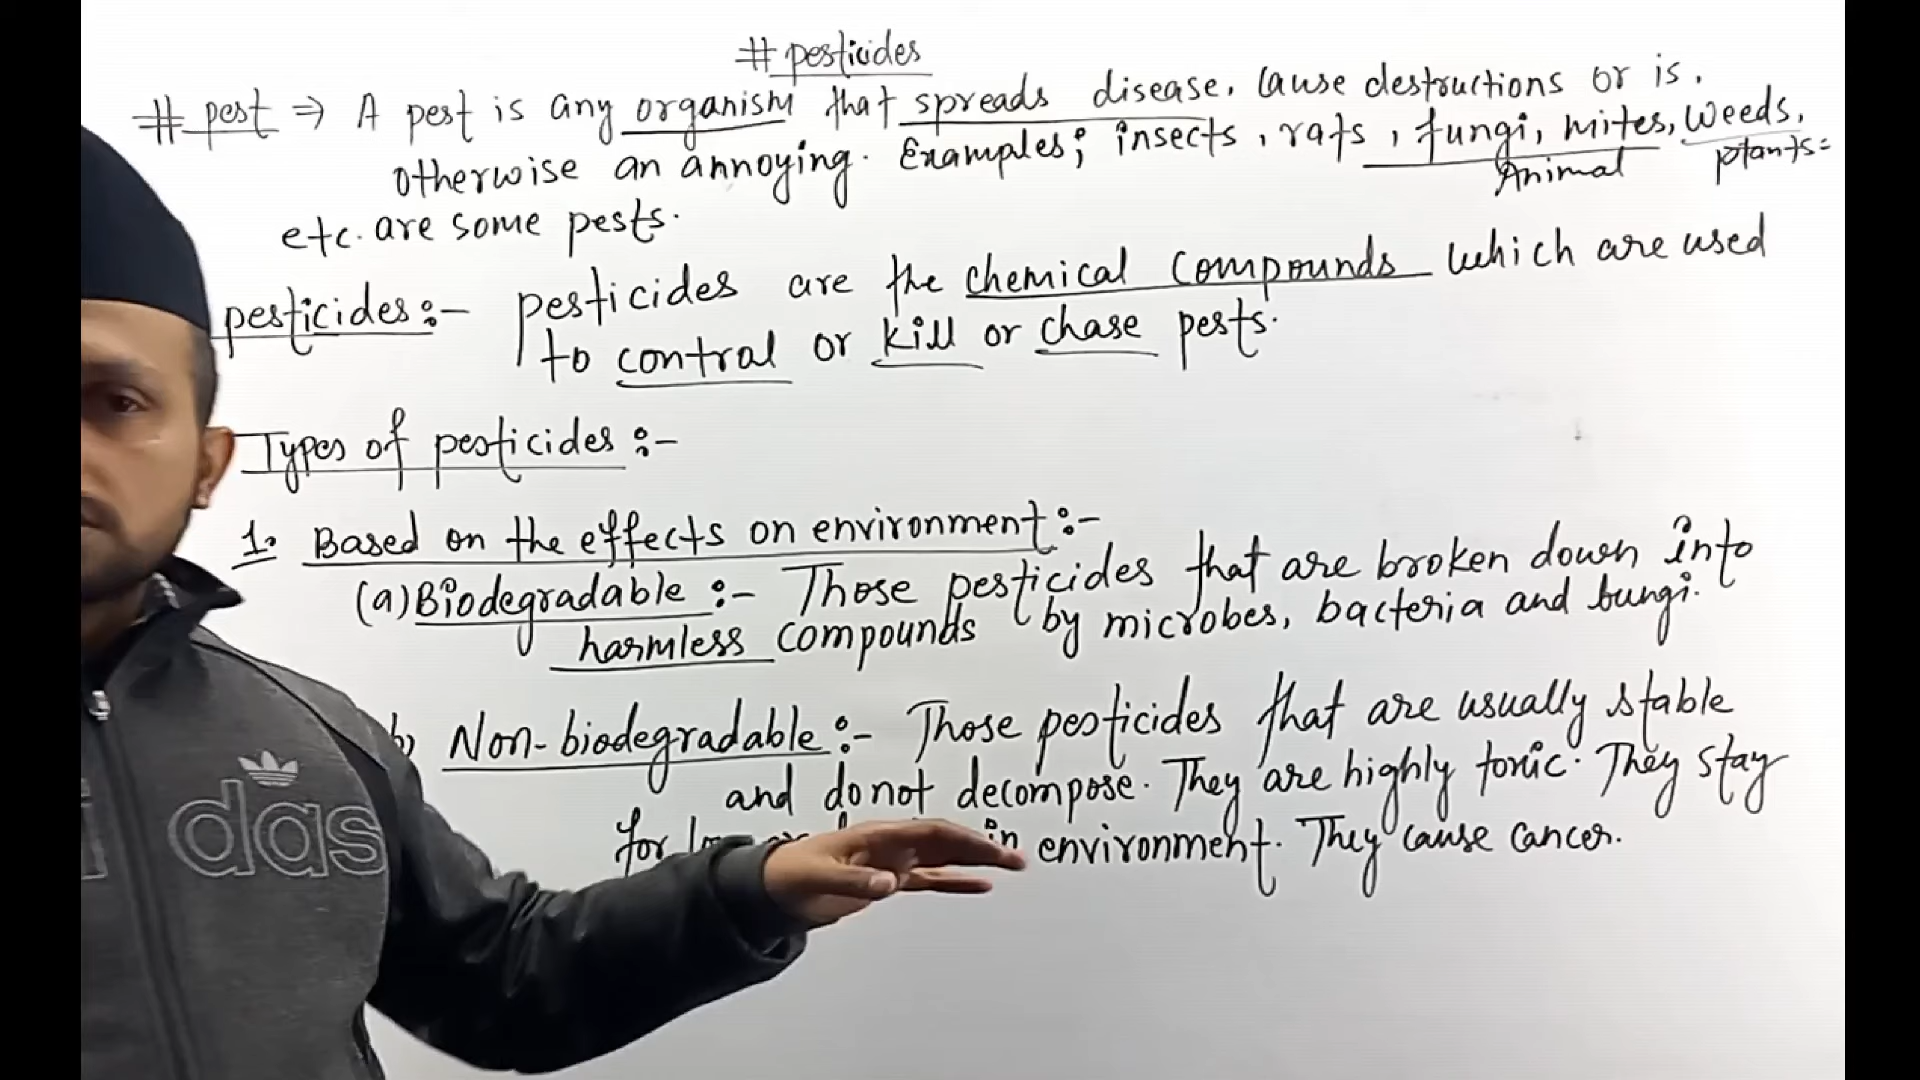 # pesticides
# pest ⇒ A pest is any organism that spreads disease, cause destructions or is.
otherwise an annoying. Examples; insects, rats, fungi, mites, weeds,
Animal plants=
etc. are some pests.
pesticides:- pesticides are the chemical compounds which are used
to contral or kill or chase pests.
Types of pesticides:-
1. Based on the effects on environment:-
(a) Biodegradable:- Those pesticides that are broken down into
harmless compounds by microbes, bacteria and bungi.
b) Non-biodegradable:- Those pesticides that are usually stable
and donot decompose. They are highly toxic. They stay
for in environment. They cause cancer.
das